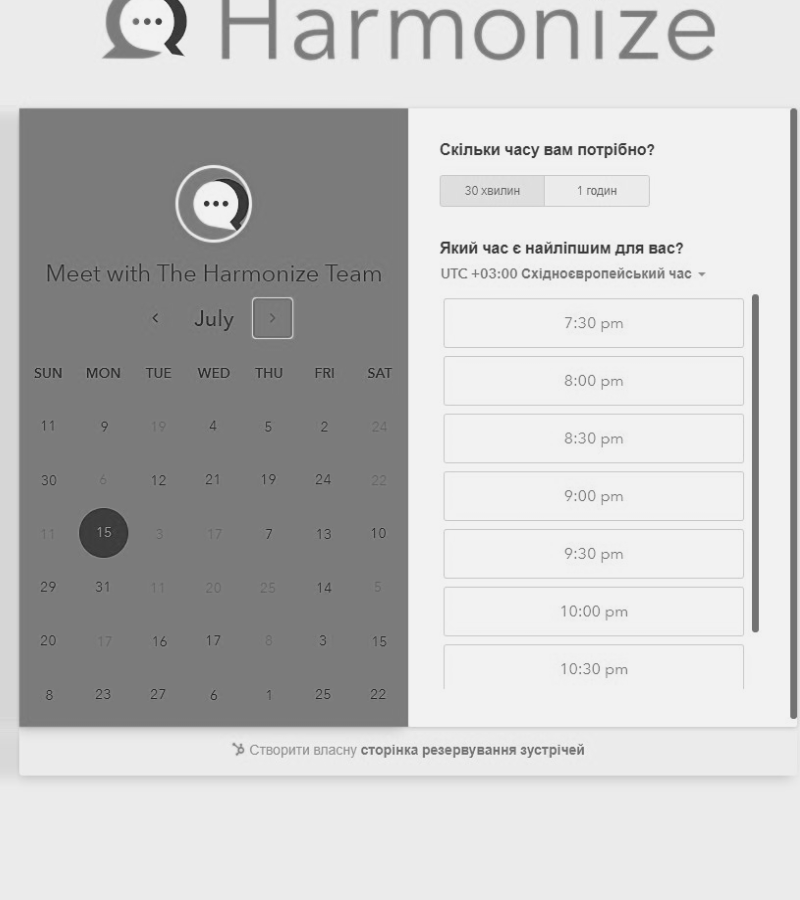 Harmonize
Meet with The Harmonize Team
July
SUN MON TUE WED THU FRI SAT
11 9 19 4 5 2 24
30 6 12 21 19 24 22
11 15 3 17 7 13 10
29 31 11 20 25 14 5
20 17 16 17 8 3 15
8 23 27 6 1 25 22
Скільки часу вам потрібно?
30 хвилин 1 годин
Який час є найліпшим для вас?
UTC +03:00 Східноєвропейський час
7:30 pm
8:00 pm
8:30 pm
9:00 pm
9:30 pm
10:00 pm
10:30 pm
Створити власну сторінка резервування зустрічей